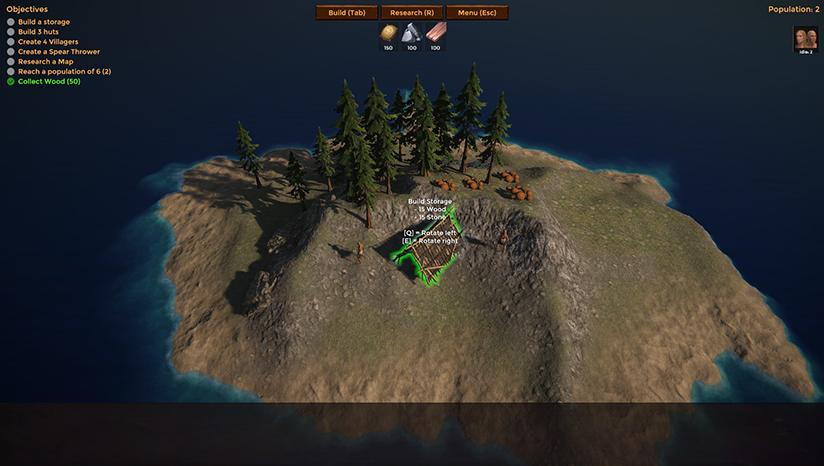 Objectives
Build a storage
Build 3 huts
Create 4 Villagers
Create a Spear Thrower
Research a Map
Reach a population of 6 (2)
Collect Wood (50)
Build (Tab)
Research (R)
Menu (Esc)
150
100
100
Population: 2
Idle: 2
Build Storage
- 15 Wood
- 15 Stone
[Q] = Rotate left
[E] = Rotate right